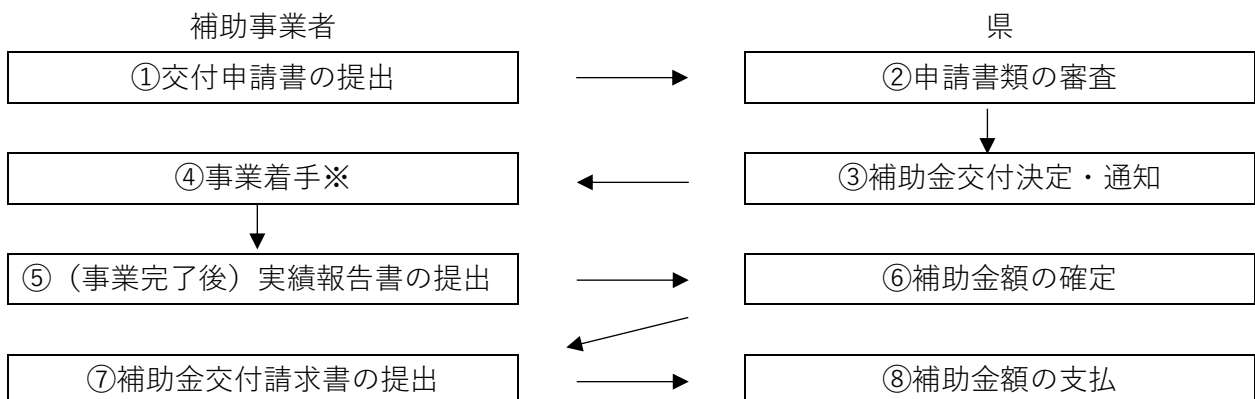 補助事業者
県
①交付申請書の提出
②申請書類の審査
④事業着手※
③補助金交付決定・通知
⑤（事業完了後）実績報告書の提出
⑥補助金額の確定
⑦補助金交付請求書の提出
⑧補助金額の支払